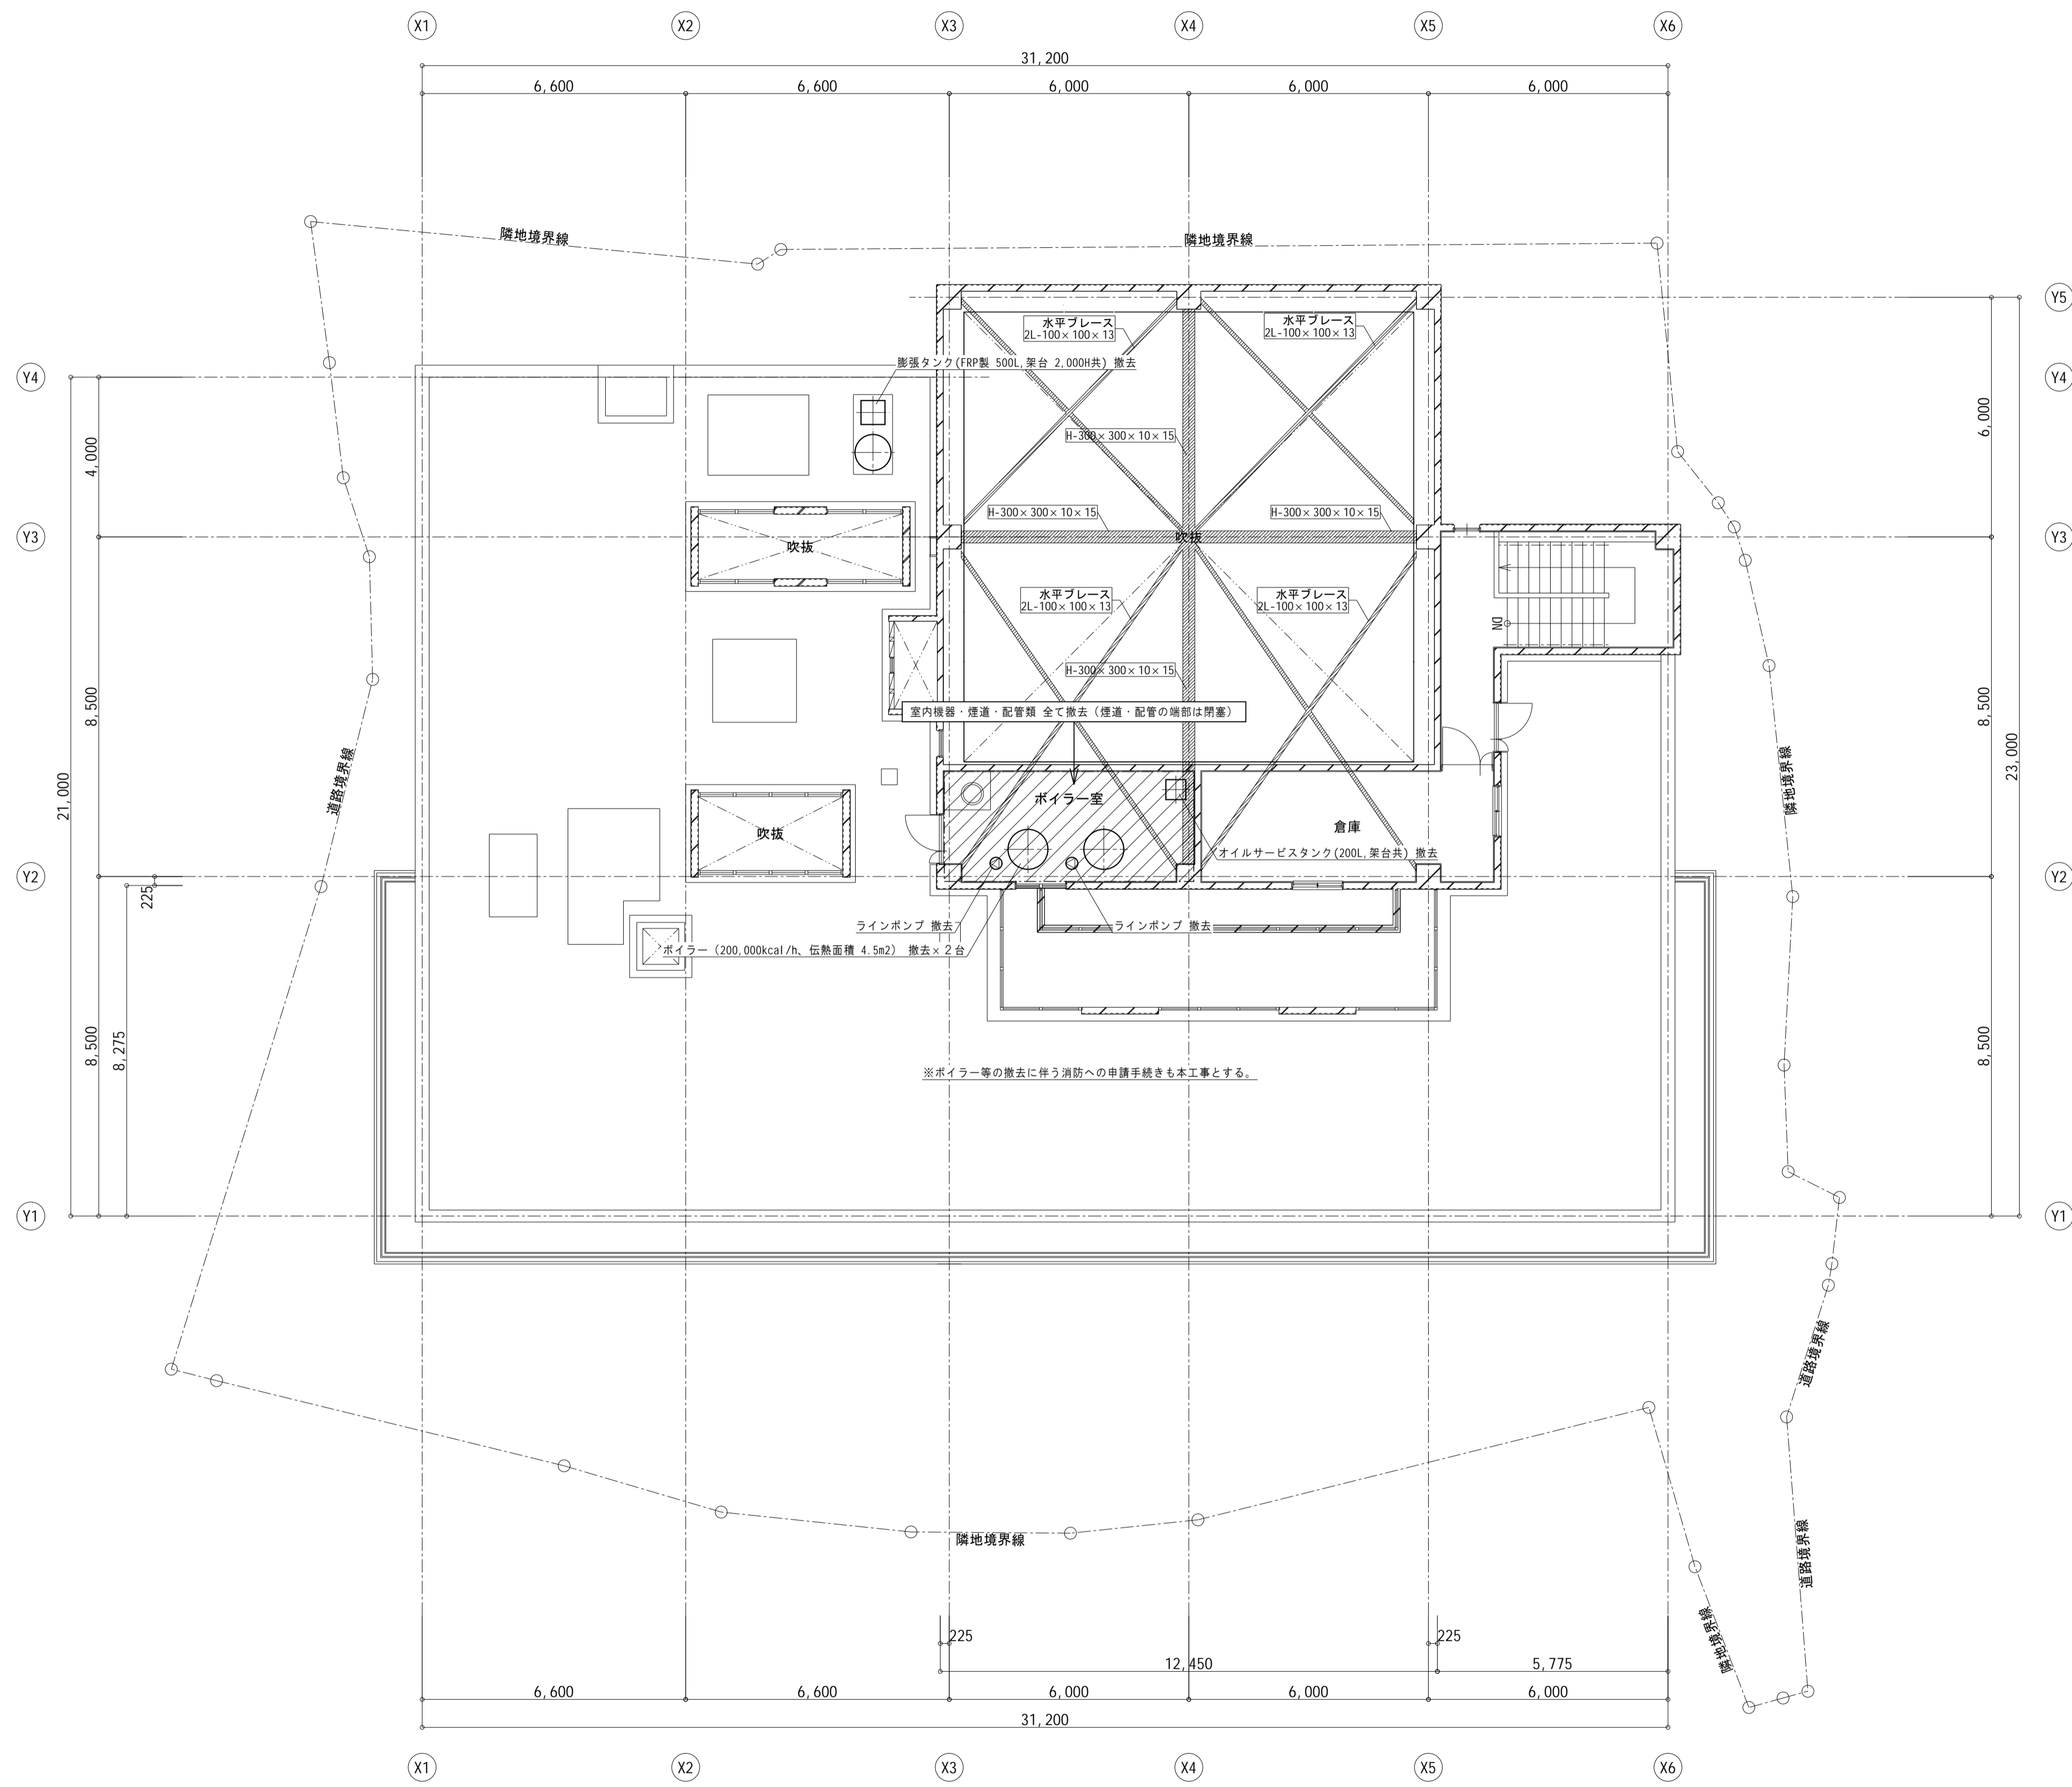 X1
X2
X3
X4
X5
X6
31,200
6,600
6,600
6,000
6,000
6,000
隣地境界線
隣地境界線
Y5
水平ブレース
2L-100×100×13
水平ブレース
2L-100×100×13
膨張タンク(FRP製 500L,架台 2,000H共) 撤去
Y4
Y4
4,000
6,000
H-300×300×10×15
H-300×300×10×15
H-300×300×10×15
Y3
吹抜
吹抜
Y3
水平ブレース
2L-100×100×13
水平ブレース
2L-100×100×13
DN
H-300×300×10×15
8,500
8,500
室内機器・煙道・配管類 全て撤去（煙道・配管の端部は閉塞）
23,000
21,000
道路境界線
隣地境界線
ボイラー室
吹抜
倉庫
オイルサービスタンク(200L,架台共) 撤去
Y2
Y2
225
ラインポンプ 撤去
ラインポンプ 撤去
ボイラー（200,000kcal/h、伝熱面積 4.5m2） 撤去×２台
8,500
8,275
8,500
※ボイラー等の撤去に伴う消防への申請手続きも本工事とする。
Y1
Y1
道路境界線
隣地境界線
道路境界線
隣地境界線
225
225
12,450
5,775
6,600
6,600
6,000
6,000
6,000
31,200
X1
X2
X3
X4
X5
X6